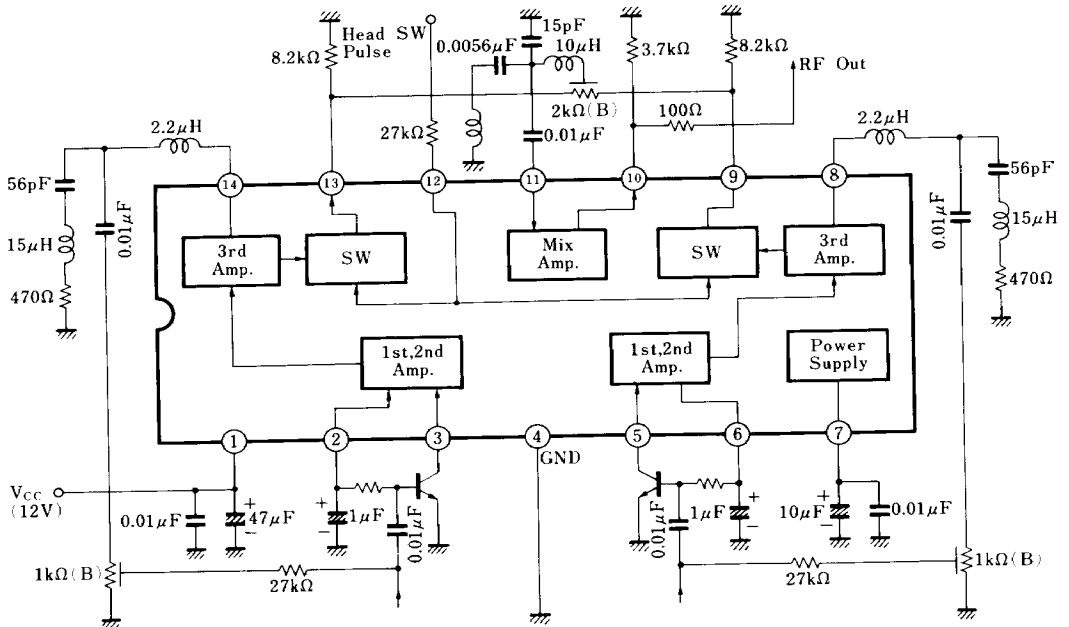 Head SW
Pulse
15pF
0.0056μF
10μH
3.7kΩ
8.2kΩ
8.2kΩ
RF Out
2kΩ(B)
100Ω
27kΩ
0.01μF
2.2μH
2.2μH
14
13
12
11
10
9
8
56pF
0.01μF
15μH
470Ω
56pF
0.01μF
15μH
470Ω
3rd
Amp.
SW
Mix
Amp.
SW
3rd
Amp.
1st,2nd
Amp.
1st,2nd
Amp.
Power
Supply
1
2
3
4
5
6
7
GND
VCC
(12V)
0.01μF
+
47μF
−
+
1μF
−
0.01μF
0.01μF
1μF
+
−
10μF
+
−
0.01μF
1kΩ(B)
27kΩ
27kΩ
1kΩ(B)